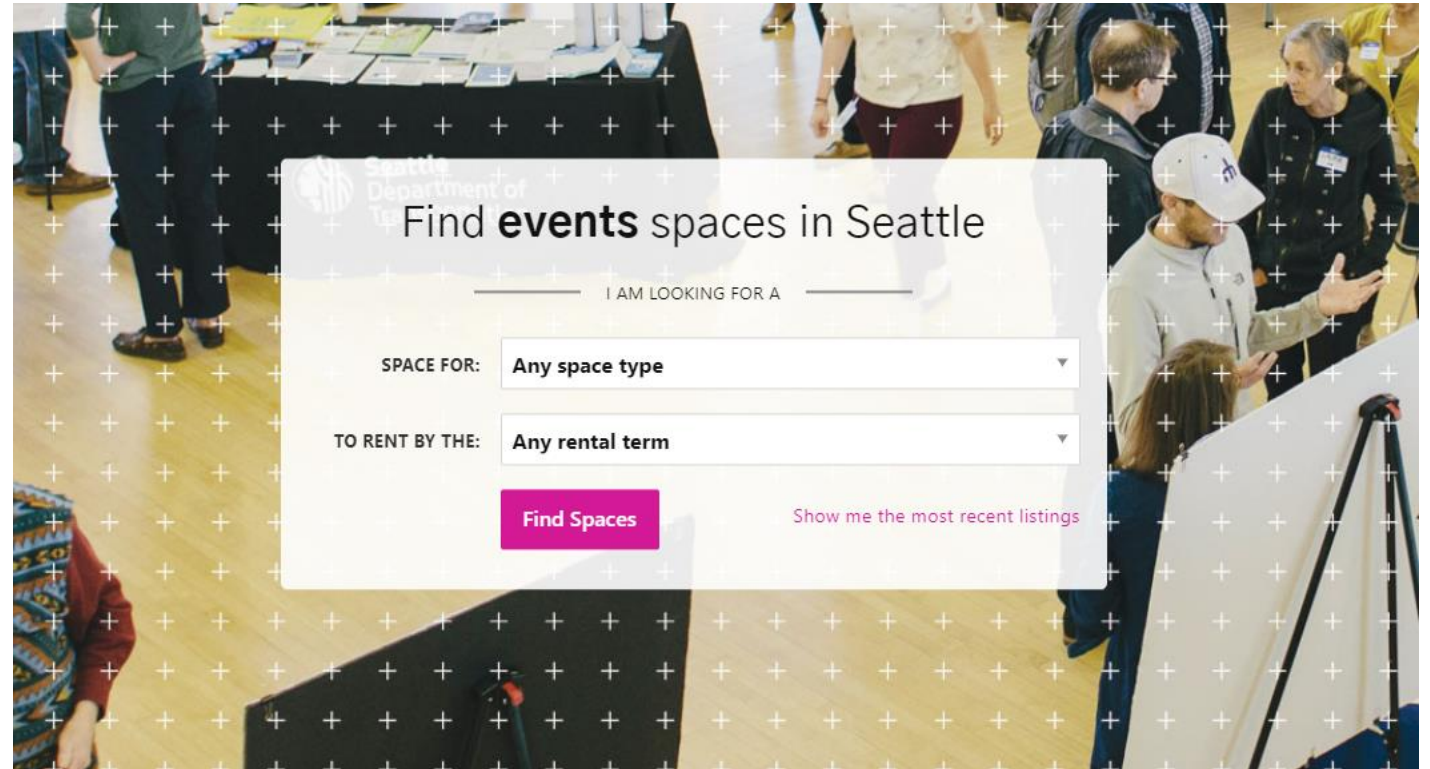 Seattle
Department of
Find events spaces in Seattle
I AM LOOKING FOR A
SPACE FOR: Any space type
TO RENT BY THE: Any rental term
Find Spaces Show me the most recent listings